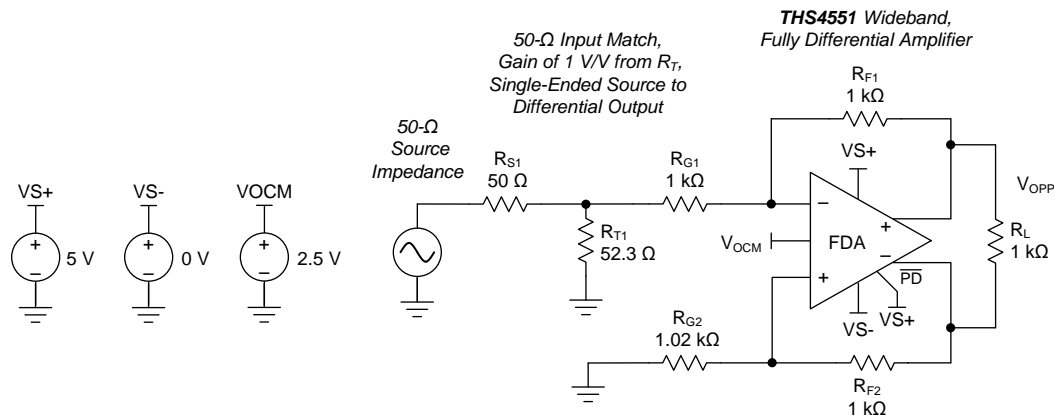 THS4551 Wideband,
Fully Differential Amplifier
50-Ω Input Match,
Gain of 1 V/V from RT,
Single-Ended Source to
Differential Output
50-Ω
Source
Impedance
RF1
1 kΩ
RS1
50 Ω
RG1
1 kΩ
VS+
VS+
VS-
VOCM
VOPP
RT1
52.3 Ω
VOCM
FDA
RL
1 kΩ
5 V
0 V
2.5 V
PD
VS-
VS+
RG2
1.02 kΩ
RF2
1 kΩ